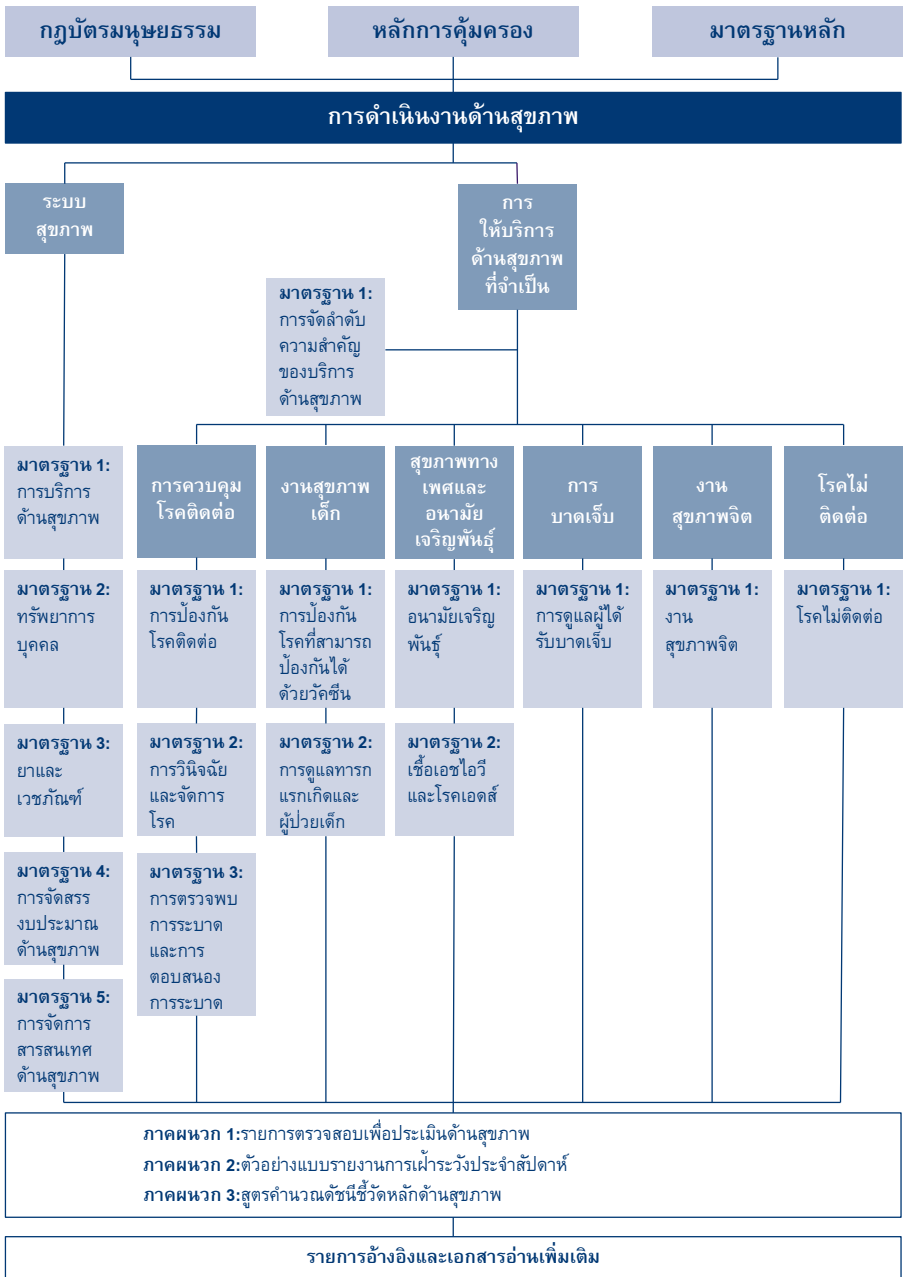 กฎบัตรมนุษยธรรม
หลักการคุ้มครอง
มาตรฐานหลัก
การดำเนินงานด้านสุขภาพ
ระบบ
สุขภาพ
การ
ให้บริการ
ด้านสุขภาพ
ที่จำเป็น
มาตรฐาน 1:
การจัดลำดับ
ความสำคัญ
ของบริการ
ด้านสุขภาพ
มาตรฐาน 1:
การบริการ
ด้านสุขภาพ
มาตรฐาน 2:
ทรัพยาการ
บุคคล
มาตรฐาน 3:
ยาและ
เวชภัณฑ์
มาตรฐาน 4:
การจัดสรร
งบประมาณ
ด้านสุขภาพ
มาตรฐาน 5:
การจัดการ
สารสนเทศ
ด้านสุขภาพ
การควบคุม
โรคติดต่อ
มาตรฐาน 1:
การป้องกัน
โรคติดต่อ
มาตรฐาน 2:
การวินิจฉัย
และจัดการ
โรค
มาตรฐาน 3:
การตรวจพบ
การระบาด
และการ
ตอบสนอง
การระบาด
งานสุขภาพ
เด็ก
มาตรฐาน 1:
การป้องกัน
โรคที่สามารถ
ป้องกันได้
ด้วยวัคซีน
มาตรฐาน 2:
การดูแลทารก
แรกเกิดและ
ผู้ป่วยเด็ก
สุขภาพทาง
เพศและ
อนามัย
เจริญพันธุ์
มาตรฐาน 1:
อนามัยเจริญ
พันธุ์
มาตรฐาน 2:
เชื้อเอชไอวี
และโรคเอดส์
การ
บาดเจ็บ
มาตรฐาน 1:
การดูแลผู้ได้
รับบาดเจ็บ
งาน
สุขภาพจิต
มาตรฐาน 1:
งาน
สุขภาพจิต
โรคไม่
ติดต่อ
มาตรฐาน 1:
โรคไม่ติดต่อ
ภาคผนวก 1:รายการตรวจสอบเพื่อประเมินด้านสุขภาพ
ภาคผนวก 2:ตัวอย่างแบบรายงานการเฝ้าระวังประจำสัปดาห์
ภาคผนวก 3:สูตรคำนวณดัชนีชี้วัดหลักด้านสุขภาพ
รายการอ้างอิงและเอกสารอ่านเพิ่มเติม